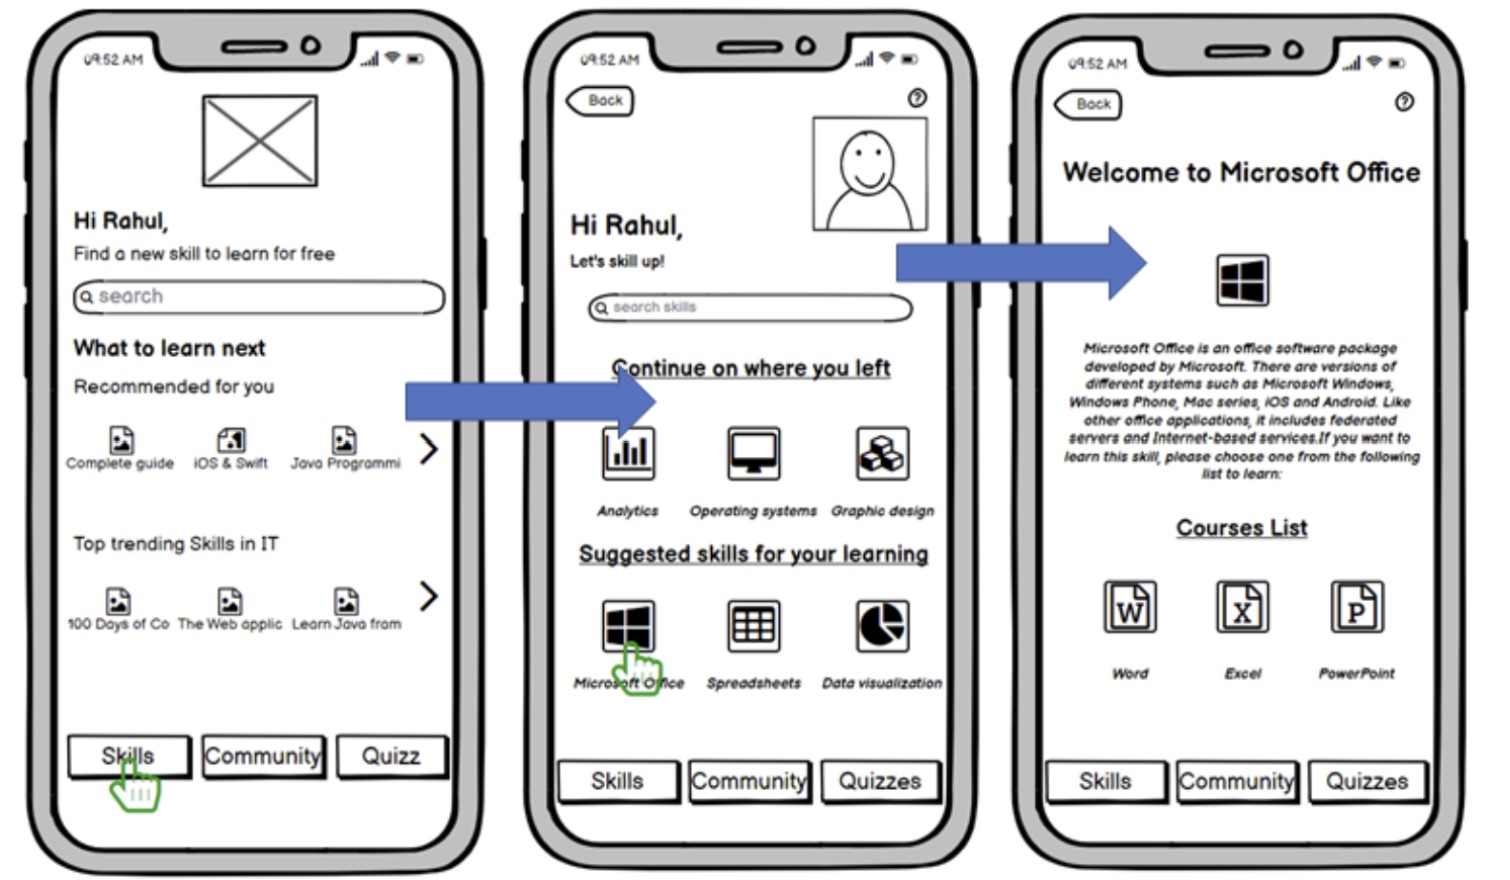 09:52 AM
Hi Rahul,
Find a new skill to learn for free
search
What to learn next
Recommended for you
Complete guide iOS & Swift Java Programmi
Top trending Skills in IT
100 Days of Co The Web applic Learn Java fram
Skills Community Quizz
09:52 AM
Back ?
Hi Rahul,
Let's skill up!
search skills
Continue on where you left
Analytics Operating systems Graphic design
Suggested skills for your learning
Microsoft Office Spreadsheets Data visualization
Skills Community Quizzes
09:52 AM
Back ?
Welcome to Microsoft Office
Microsoft Office is an office software package
developed by Microsoft. There are versions of
different systems such as Microsoft Windows,
Windows Phone, Mac series, iOS and Android. Like
other office applications, it includes federated
servers and Internet-based services.If you want to
learn this skill, please choose one from the following
list to learn:
Courses List
W X P
Word Excel PowerPoint
Skills Community Quizzes